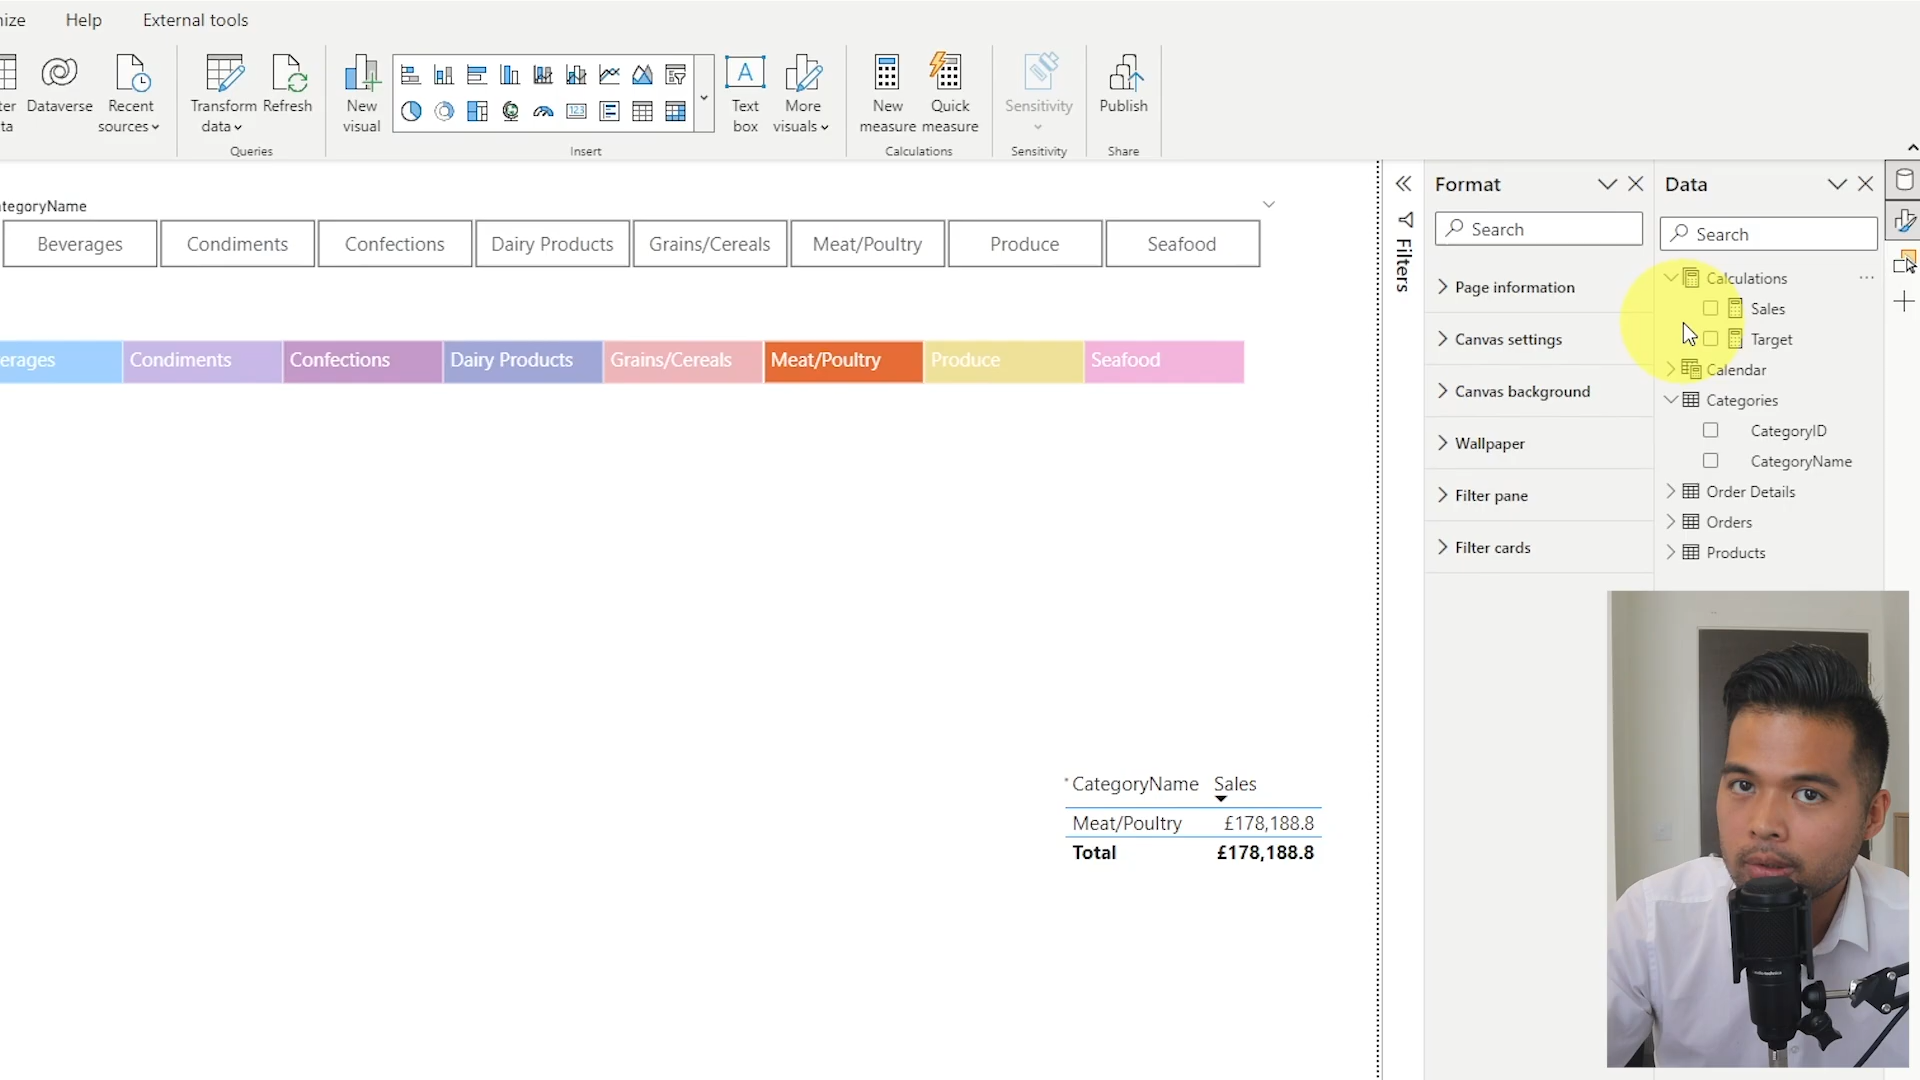 nize Help External tools
ter
ta
Dataverse
Recent
sources
Transform
data
Refresh
Queries
New
visual
123
A
Text
box
More
visuals
Insert
New
measure
Quick
measure
Calculations
Sensitivity
Sensitivity
Publish
Share
tegoryName
Beverages Condiments Confections Dairy Products Grains/Cereals Meat/Poultry Produce Seafood
erages Condiments Confections Dairy Products Grains/Cereals Meat/Poultry Produce Seafood
CategoryName Sales
Meat/Poultry £178,188.8
Total £178,188.8
Filters
Format
Search
Page information
Canvas settings
Canvas background
Wallpaper
Filter pane
Filter cards
Data
Search
Calculations ...
Sales
Target
Calendar
Categories
CategoryID
CategoryName
Order Details
Orders
Products